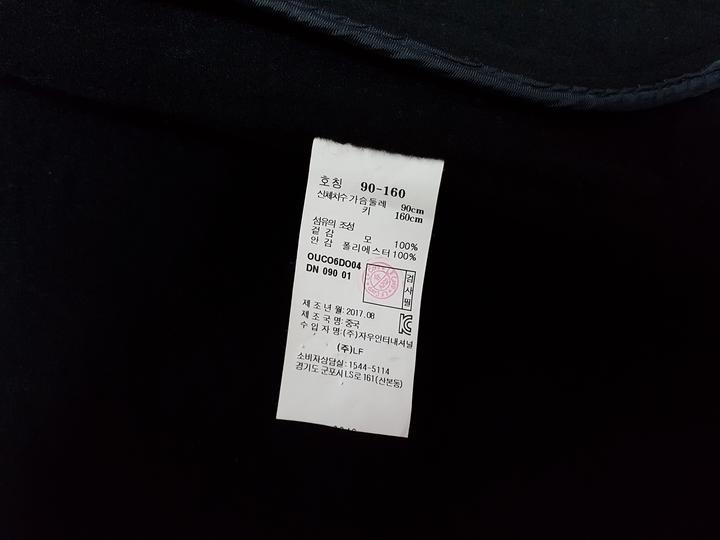 호칭 90-160
신체치수 가슴둘레 90cm
키 160cm
섬유의 조성
겉 감 모 100%
안 감 폴리에스터 100%
OUCO6DO04
DN 090 01
검사필
제 조 년 월: 2017.08
제 조 국 명: 중국
수 입 자 명: (주)자우인터내셔널
(주)LF
소비자상담실: 1544-5114
경기도 군포시 LS로 161(산본동)